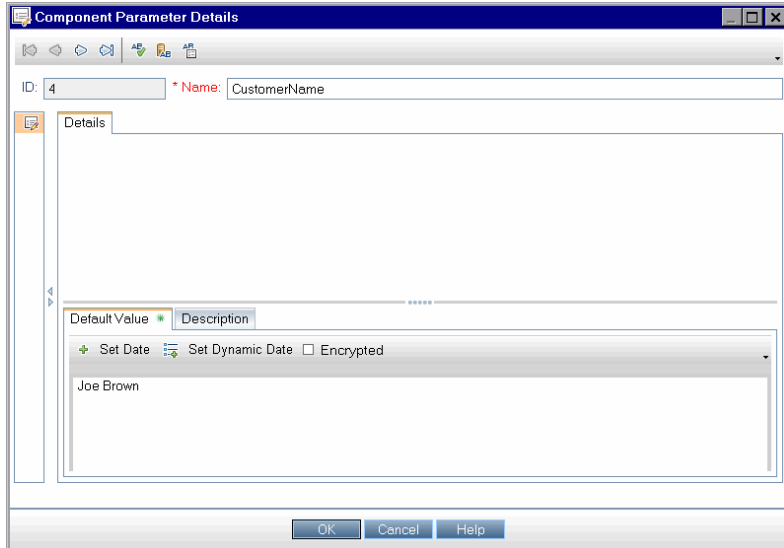 Component Parameter Details
ID: 4 * Name: CustomerName
Details
Default Value * Description
Set Date Set Dynamic Date Encrypted
Joe Brown
OK Cancel Help